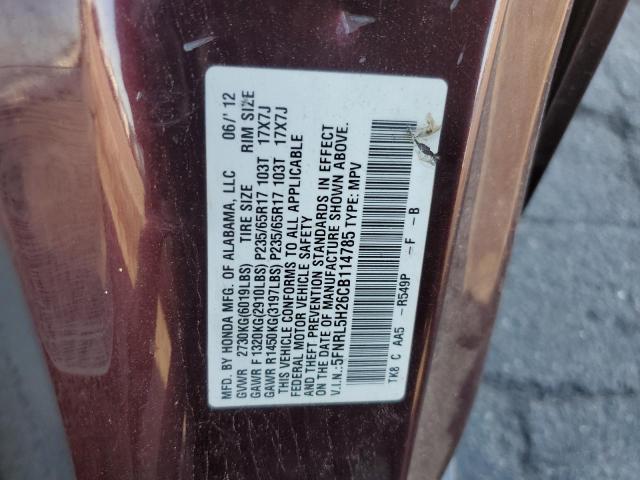 MFD. BY HONDA MFG. OF ALABAMA, LLC 06/'12
GVWR 2730KG(6019LBS) TIRE SIZE RIM SIZE
GAWR F1320KG(2910LBS) P235/65R17 103T 17X7J
GAWR R1450KG(3197LBS) P235/65R17 103T 17X7J
THIS VEHICLE CONFORMS TO ALL APPLICABLE
FEDERAL MOTOR VEHICLE SAFETY
AND THEFT PREVENTION STANDARDS IN EFFECT
ON THE DATE OF MANUFACTURE SHOWN ABOVE.
V.I.N.:5FNRL5H26CB114785 TYPE: MPV
TK8 C AA5 - R549P - F - B